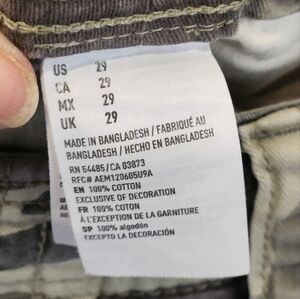 US 29
CA 29
MX 29
UK 29
MADE IN BANGLADESH / FABRIQUÉ AU
BANGLADESH / HECHO EN BANGLADESH
RN 54485/CA 03873
RFC# AEM120605U9A
EN 100% COTTON
EXCLUSIVE OF DECORATION
FR 100% COTON
À L'EXCEPTION DE LA GARNITURE
SP 100% algodón
EXCEPTO LA DECORACIÓN